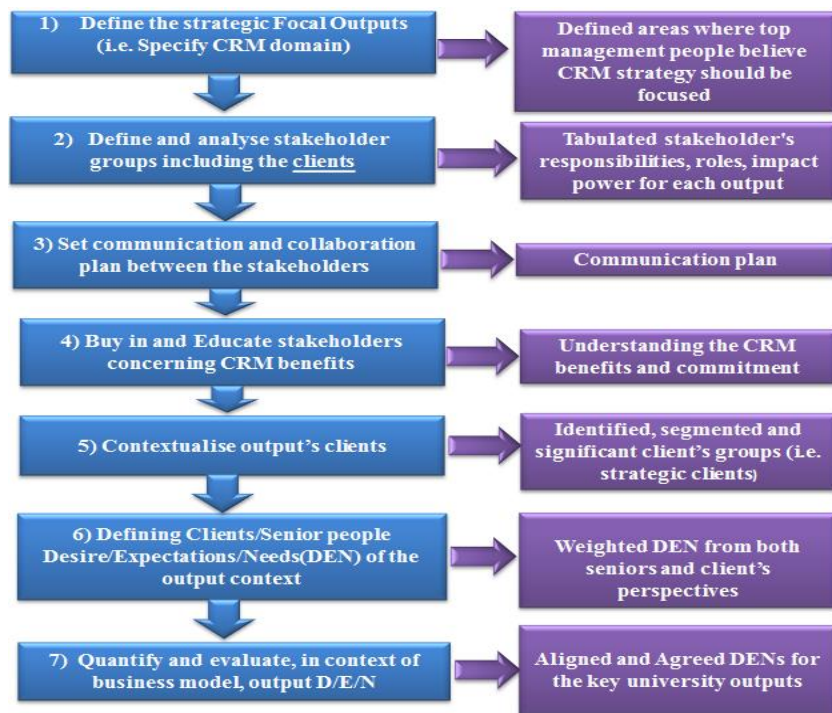 1) Define the strategic Focal Outputs
(i.e. Specify CRM domain)
Defined areas where top
management people believe
CRM strategy should be
focused
2) Define and analyse stakeholder
groups including the clients
Tabulated stakeholder's
responsibilities, roles, impact
power for each output
3) Set communication and collaboration
plan between the stakeholders
Communication plan
4) Buy in and Educate stakeholders
concerning CRM benefits
Understanding the CRM
benefits and commitment
5) Contextualise output's clients
Identified, segmented and
significant client's groups (i.e.
strategic clients)
6) Defining Clients/Senior people
Desire/Expectations/Needs(DEN) of the
output context
Weighted DEN from both
seniors and client's
perspectives
7) Quantify and evaluate, in context of
business model, output D/E/N
Aligned and Agreed DENs for
the key university outputs